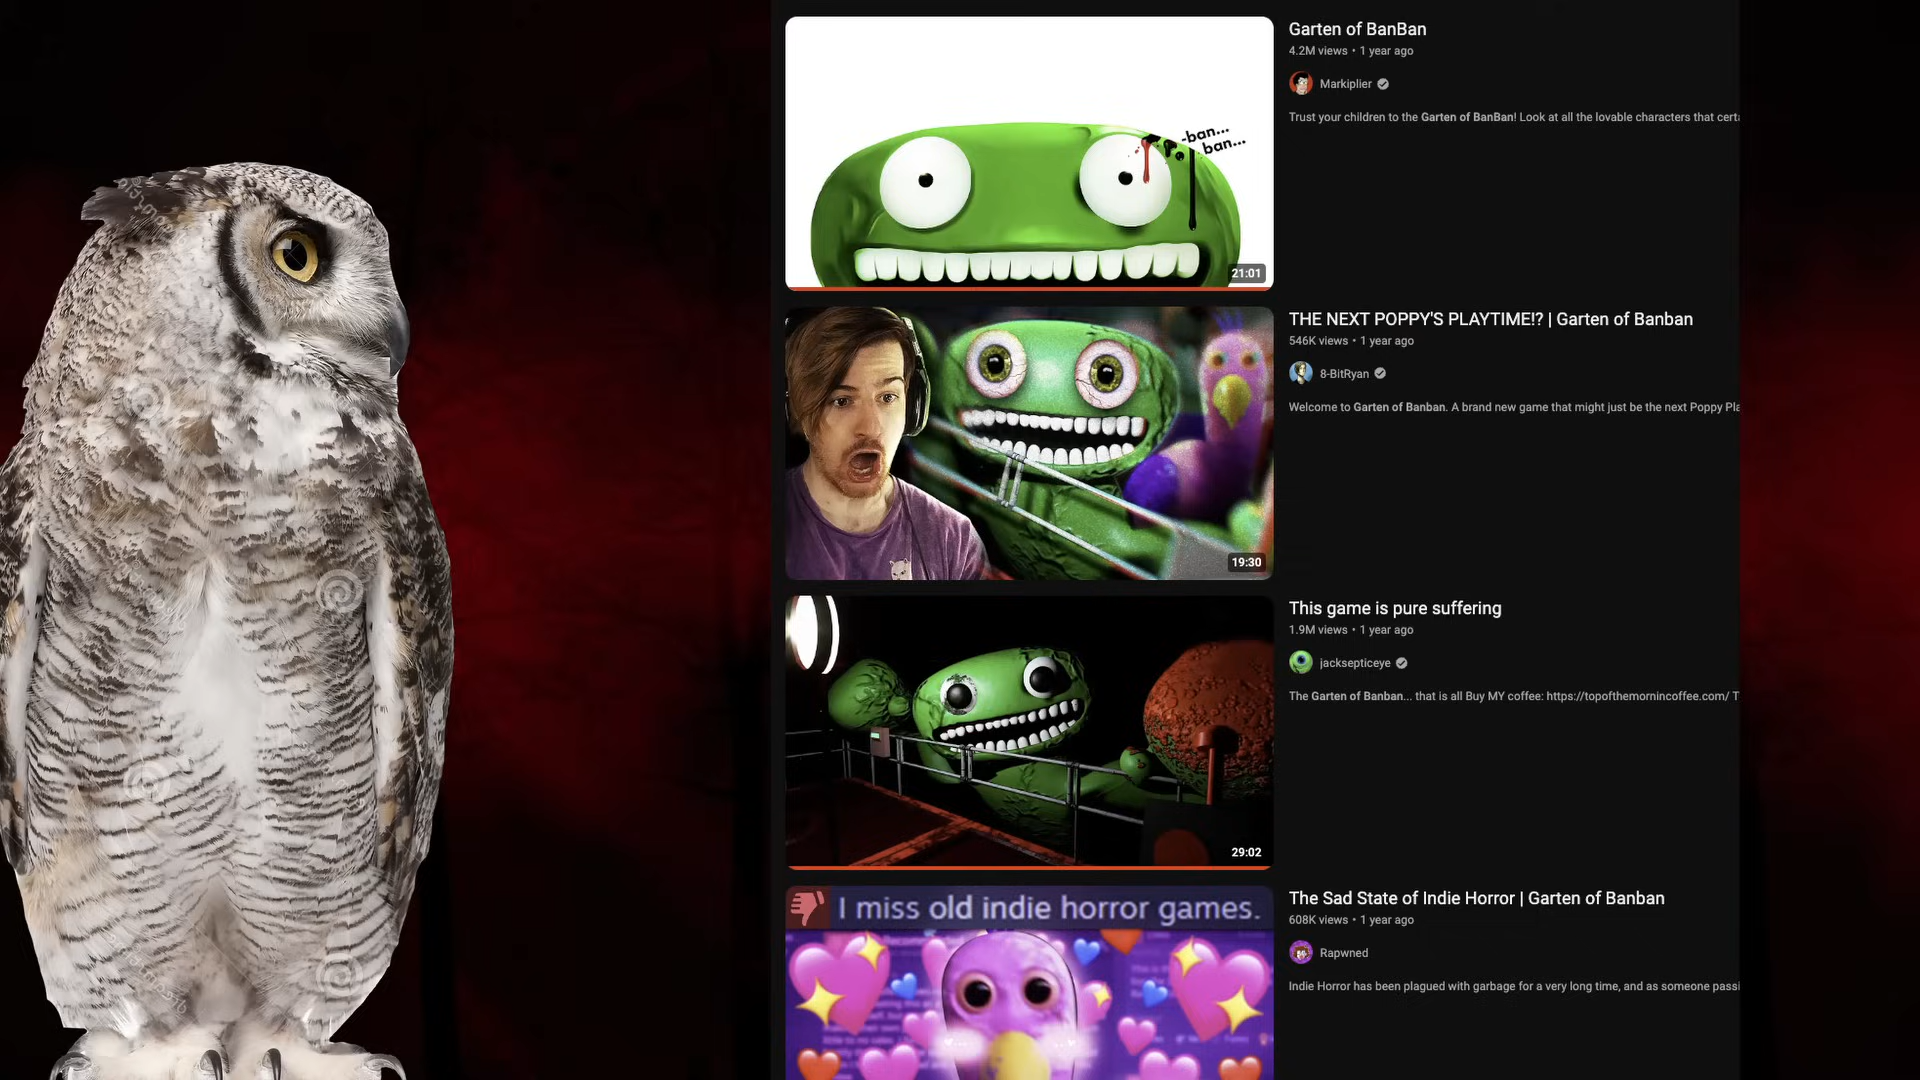 Garten of BanBan
4.2M views • 1 year ago
Markiplier
Trust your children to the Garten of BanBan! Look at all the lovable characters that certa
-ban...
ban...
21:01
THE NEXT POPPY'S PLAYTIME!? | Garten of Banban
546K views • 1 year ago
8-BitRyan
Welcome to Garten of Banban. A brand new game that might just be the next Poppy Pla
19:30
This game is pure suffering
1.9M views • 1 year ago
jacksepticeye
The Garten of Banban... that is all Buy MY coffee: https://topofthemornincoffee.com/ T
29:02
I miss old indie horror games.
The Sad State of Indie Horror | Garten of Banban
608K views • 1 year ago
Rapwned
Indie Horror has been plagued with garbage for a very long time, and as someone passi